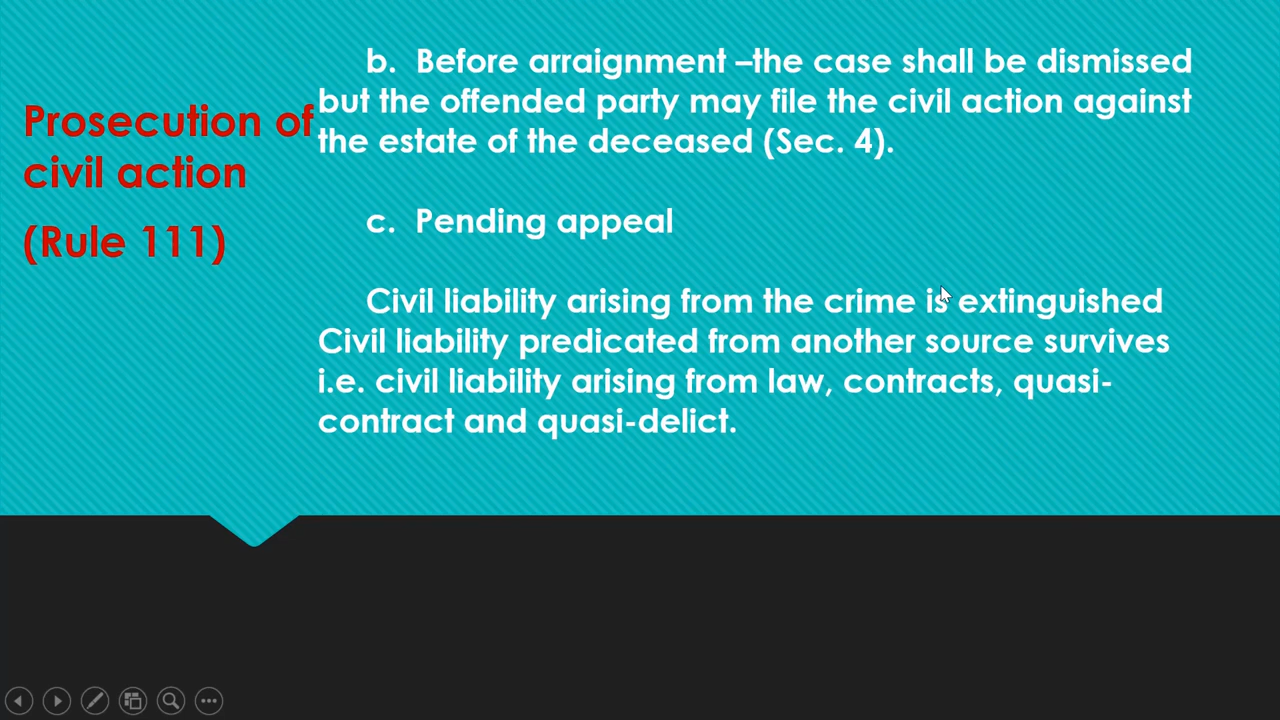 Prosecution of
civil action
(Rule 111)
b. Before arraignment –the case shall be dismissed
but the offended party may file the civil action against
the estate of the deceased (Sec. 4).
c. Pending appeal
Civil liability arising from the crime is extinguished
Civil liability predicated from another source survives
i.e. civil liability arising from law, contracts, quasi-
contract and quasi-delict.